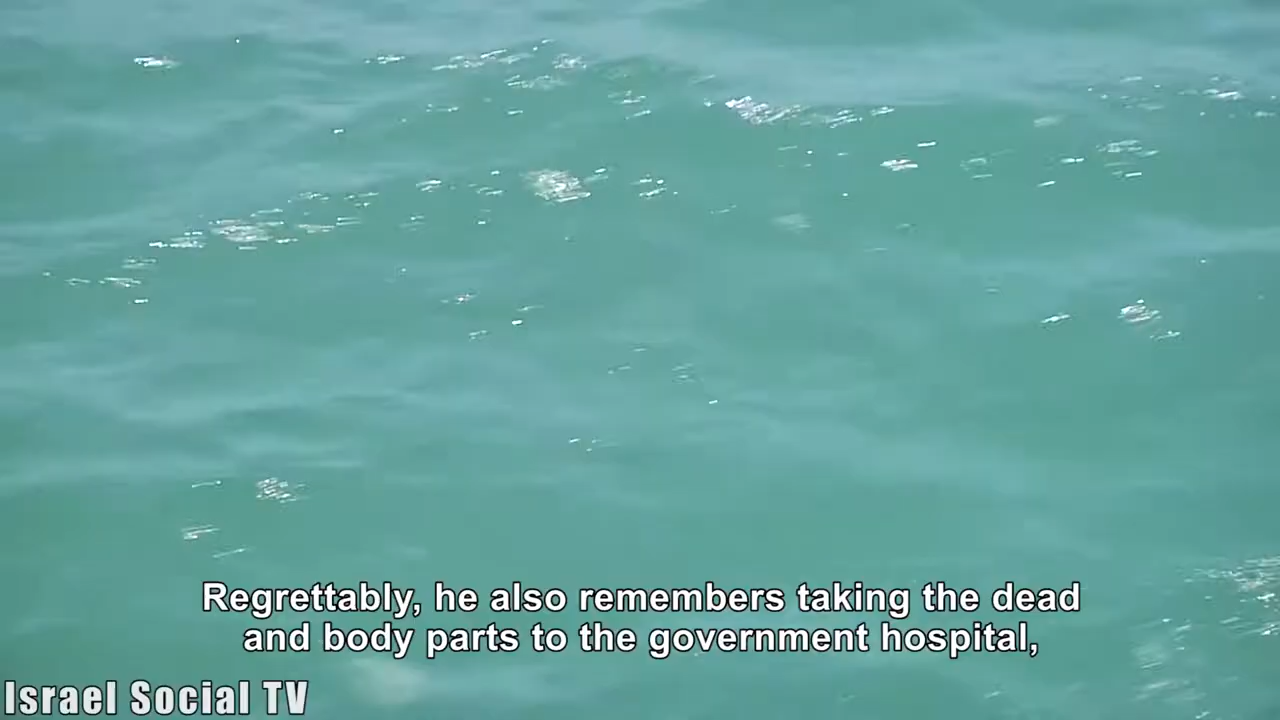 Regrettably, he also remembers taking the dead
and body parts to the government hospital,
Israel Social TV